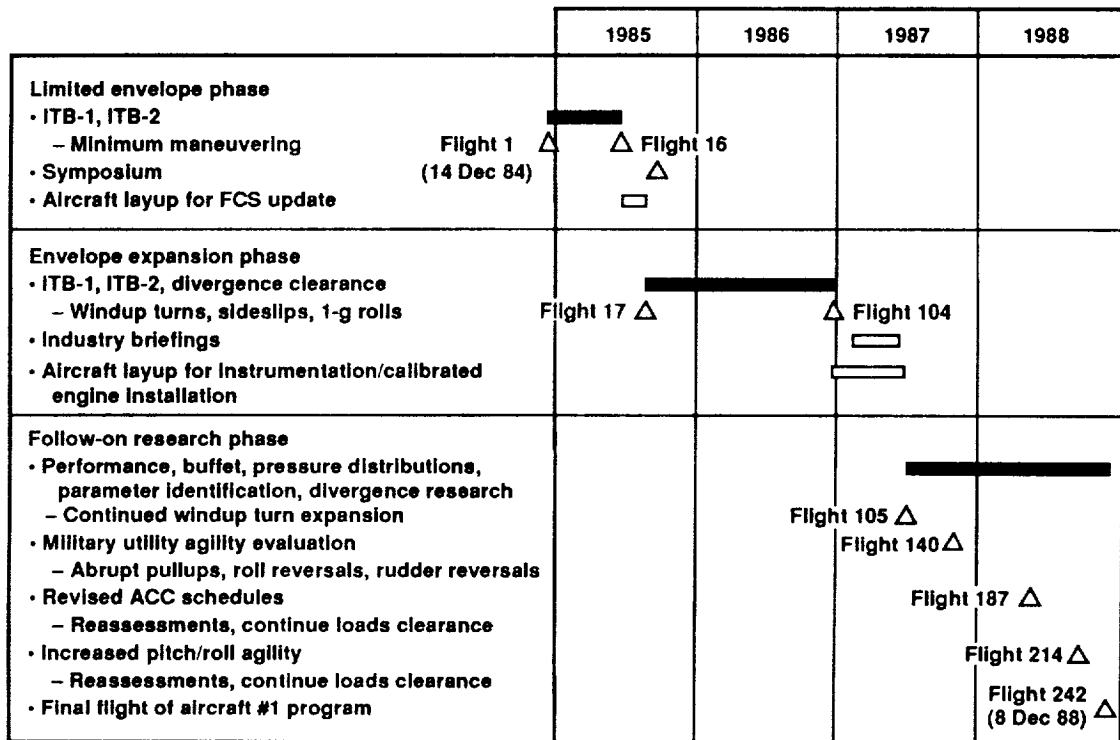 1985 1986 1987 1988
Limited envelope phase
· ITB-1, ITB-2
– Minimum maneuvering Flight 1 Flight 16
· Symposium (14 Dec 84)
· Aircraft layup for FCS update
Envelope expansion phase
· ITB-1, ITB-2, divergence clearance
– Windup turns, sideslips, 1-g rolls Flight 17 Flight 104
· Industry briefings
· Aircraft layup for instrumentation/calibrated
engine installation
Follow-on research phase
· Performance, buffet, pressure distributions,
parameter identification, divergence research
– Continued windup turn expansion Flight 105
· Military utility agility evaluation Flight 140
– Abrupt pullups, roll reversals, rudder reversals
· Revised ACC schedules Flight 187
– Reassessments, continue loads clearance
· Increased pitch/roll agility Flight 214
– Reassessments, continue loads clearance
· Final flight of aircraft #1 program Flight 242
(8 Dec 88)